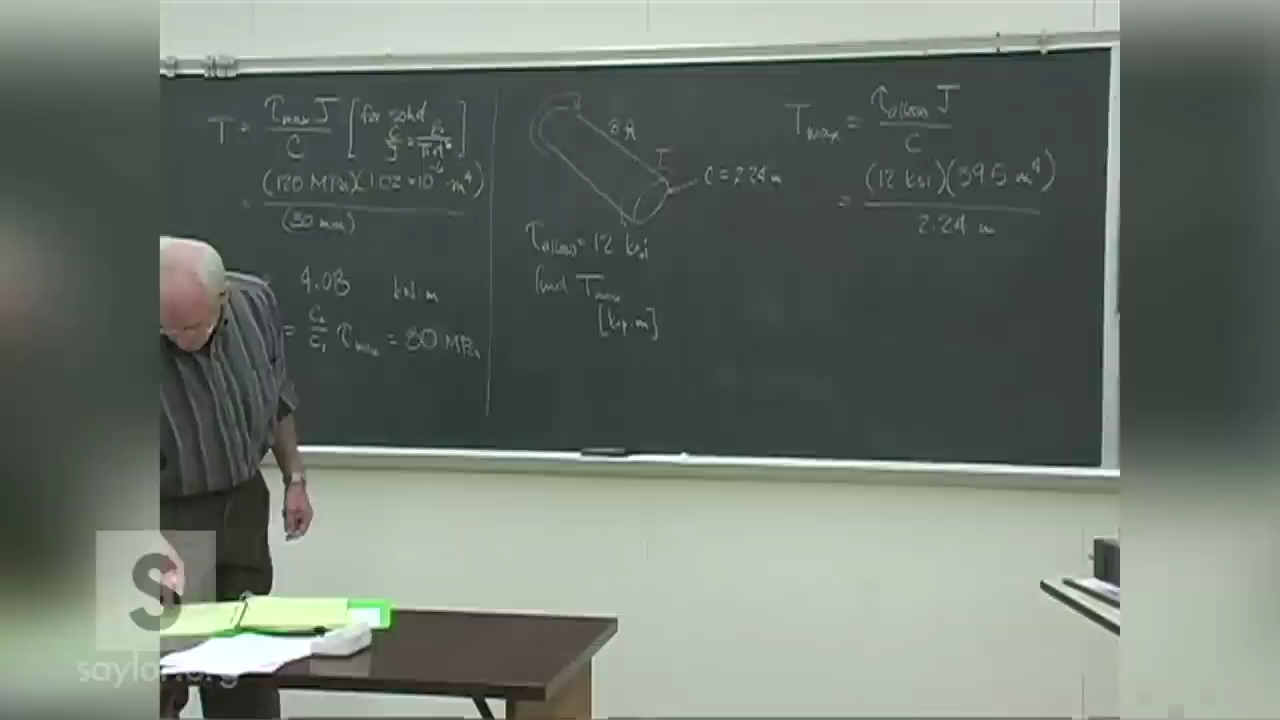 T = τmax J / C [for solid C/J = 2/πd³]
= (120 MPa)(1.02 × 10⁻⁶ m⁴) / (30 mm)
4.08 kN·m
= C₂/C₁ τmax = 80 MPa
8 ft
T
C = 2.24 in
τallow = 12 ksi
find Tmax
[kip·in]
Tmax = τallow J / C
= (12 ksi)(39.5 in⁴) / 2.24 in
S
saylor.org